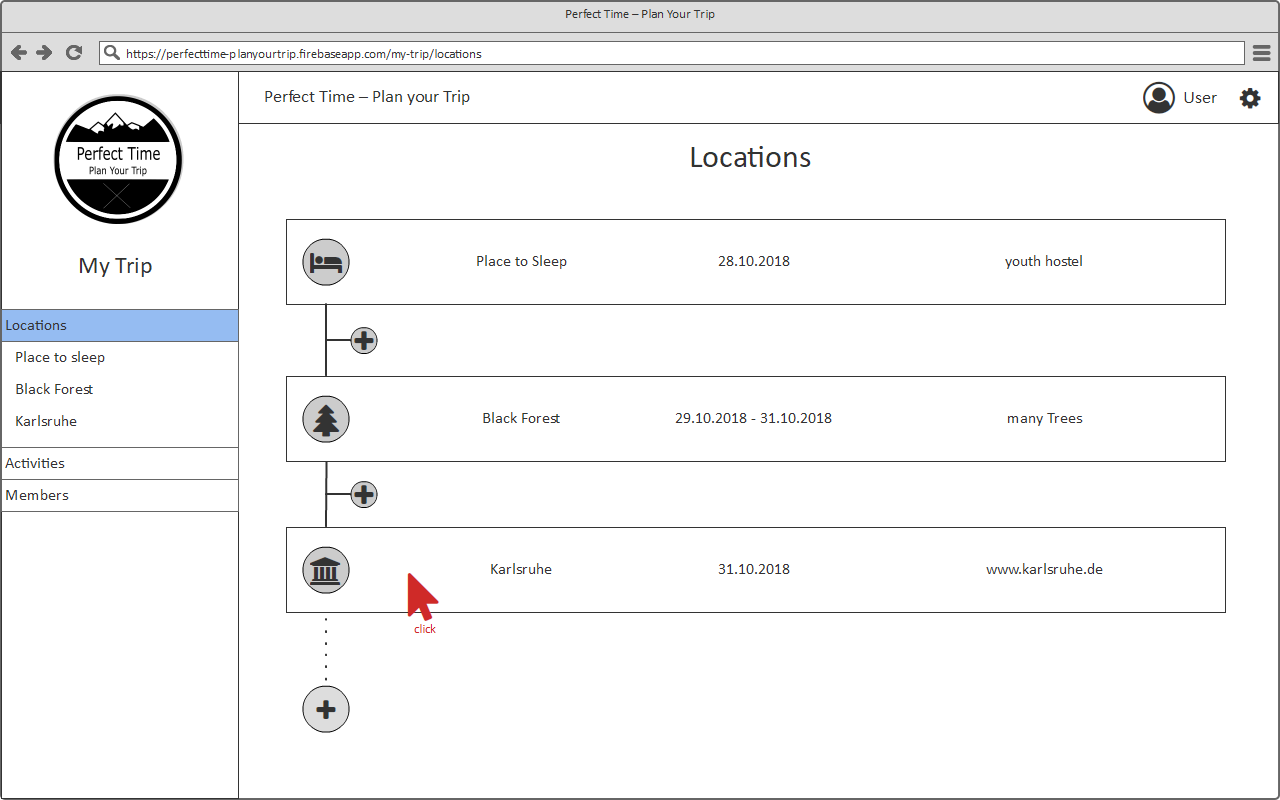 Perfect Time – Plan Your Trip
https://perfecttime-planyourtrip.firebaseapp.com/my-trip/locations
Perfect Time
Plan Your Trip
My Trip
Locations
Place to sleep
Black Forest
Karlsruhe
Activities
Members
Perfect Time – Plan your Trip
User
Locations
Place to Sleep 28.10.2018 youth hostel
Black Forest 29.10.2018 - 31.10.2018 many Trees
Karlsruhe 31.10.2018 www.karlsruhe.de
click